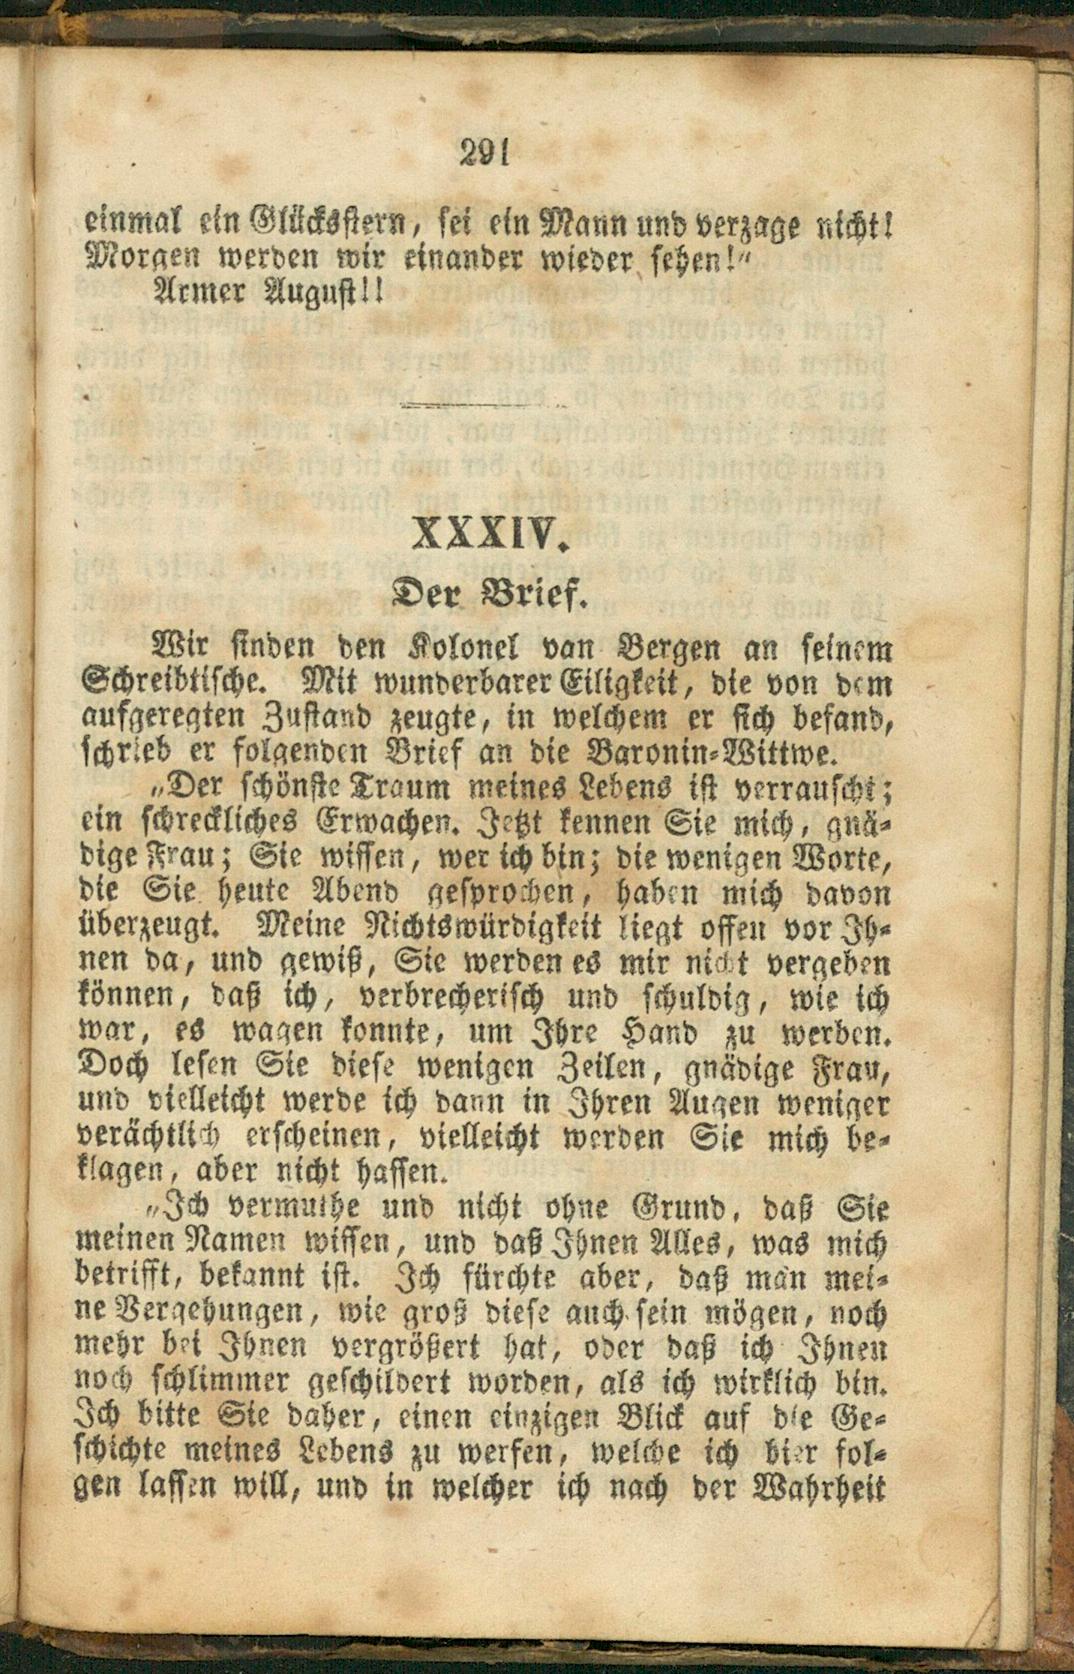 291
einmal ein Glücksstern, sei ein Mann und verzage nicht!
Morgen werden wir einander wieder sehen!"
Armer August!!
XXXIV.
Der Brief.
Wir finden den Kolonel van Bergen an seinem
Schreibtische. Mit wunderbarer Eiligkeit, die von dem
aufgeregten Zustand zeugte, in welchem er sich befand,
schrieb er folgenden Brief an die Baronin-Wittwe.
„Der schönste Traum meines Lebens ist verrauscht;
ein schreckliches Erwachen. Jetzt kennen Sie mich, gnä-
dige Frau; Sie wissen, wer ich bin; die wenigen Worte,
die Sie heute Abend gesprochen, haben mich davon
überzeugt. Meine Nichtswürdigkeit liegt offen vor Ih-
nen da, und gewiß, Sie werden es mir nicht vergeben
können, daß ich, verbrecherisch und schuldig, wie ich
war, es wagen konnte, um Ihre Hand zu werben.
Doch lesen Sie diese wenigen Zeilen, gnädige Frau,
und vielleicht werde ich dann in Ihren Augen weniger
verächtlich erscheinen, vielleicht werden Sie mich be-
klagen, aber nicht hassen.
„Ich vermuthe und nicht ohne Grund, daß Sie
meinen Namen wissen, und daß Ihnen Alles, was mich
betrifft, bekannt ist. Ich fürchte aber, daß man mei-
ne Vergehungen, wie groß diese auch sein mögen, noch
mehr bei Ihnen vergrößert hat, oder daß ich Ihnen
noch schlimmer geschildert worden, als ich wirklich bin.
Ich bitte Sie daher, einen einzigen Blick auf die Ge-
schichte meines Lebens zu werfen, welche ich hier fol-
gen lassen will, und in welcher ich nach der Wahrheit